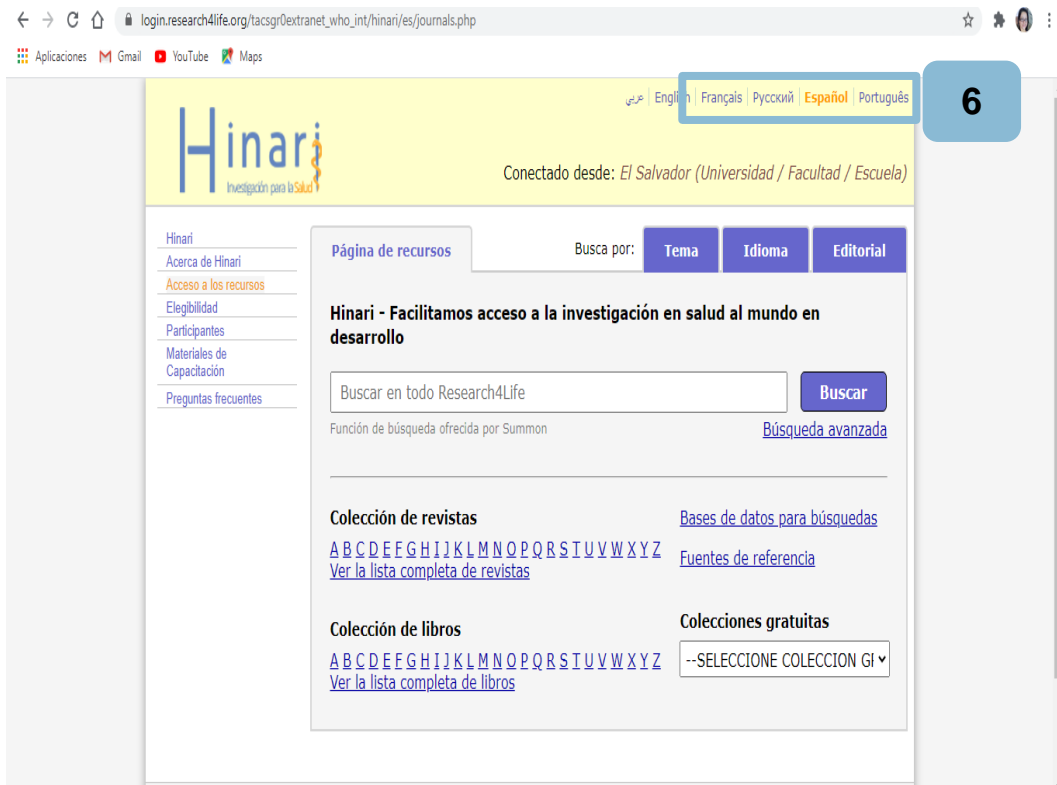 login.research4life.org/tacsgr0extranet_who_int/hinari/es/journals.php
Aplicaciones Gmail YouTube Maps
عربي | English | Français | Русский | Español | Português
6
Hinari
Investigación para la Salud
Conectado desde: El Salvador (Universidad / Facultad / Escuela)
Hinari
Acerca de Hinari
Acceso a los recursos
Elegibilidad
Participantes
Materiales de
Capacitación
Preguntas frecuentes
Página de recursos Busca por: Tema Idioma Editorial
Hinari - Facilitamos acceso a la investigación en salud al mundo en
desarrollo
Buscar en todo Research4Life Buscar
Función de búsqueda ofrecida por Summon Búsqueda avanzada
Colección de revistas
A B C D E F G H I J K L M N O P Q R S T U V W X Y Z
Ver la lista completa de revistas
Bases de datos para búsquedas
Fuentes de referencia
Colección de libros
A B C D E F G H I J K L M N O P Q R S T U V W X Y Z
Ver la lista completa de libros
Colecciones gratuitas
--SELECCIONE COLECCION